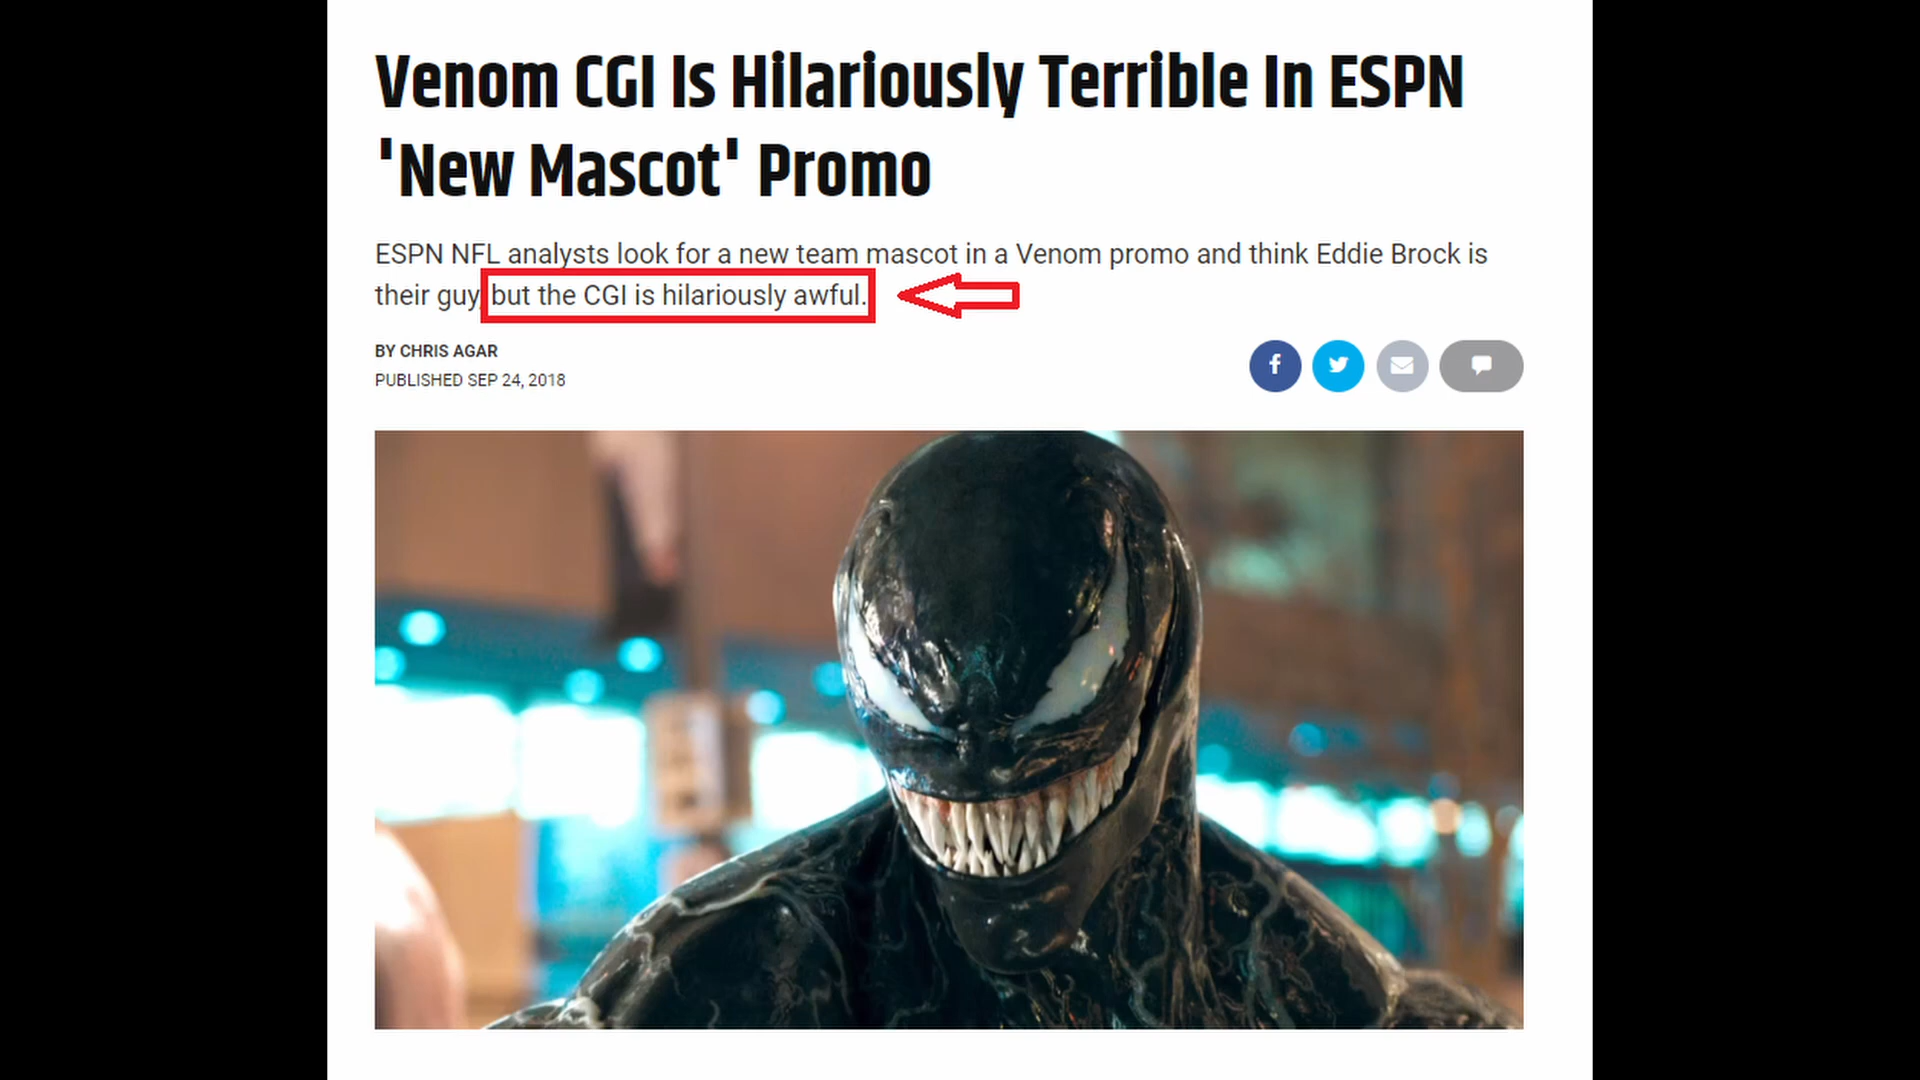 Venom CGI Is Hilariously Terrible In ESPN
'New Mascot' Promo
ESPN NFL analysts look for a new team mascot in a Venom promo and think Eddie Brock is
their guy, but the CGI is hilariously awful.
BY CHRIS AGAR
PUBLISHED SEP 24, 2018